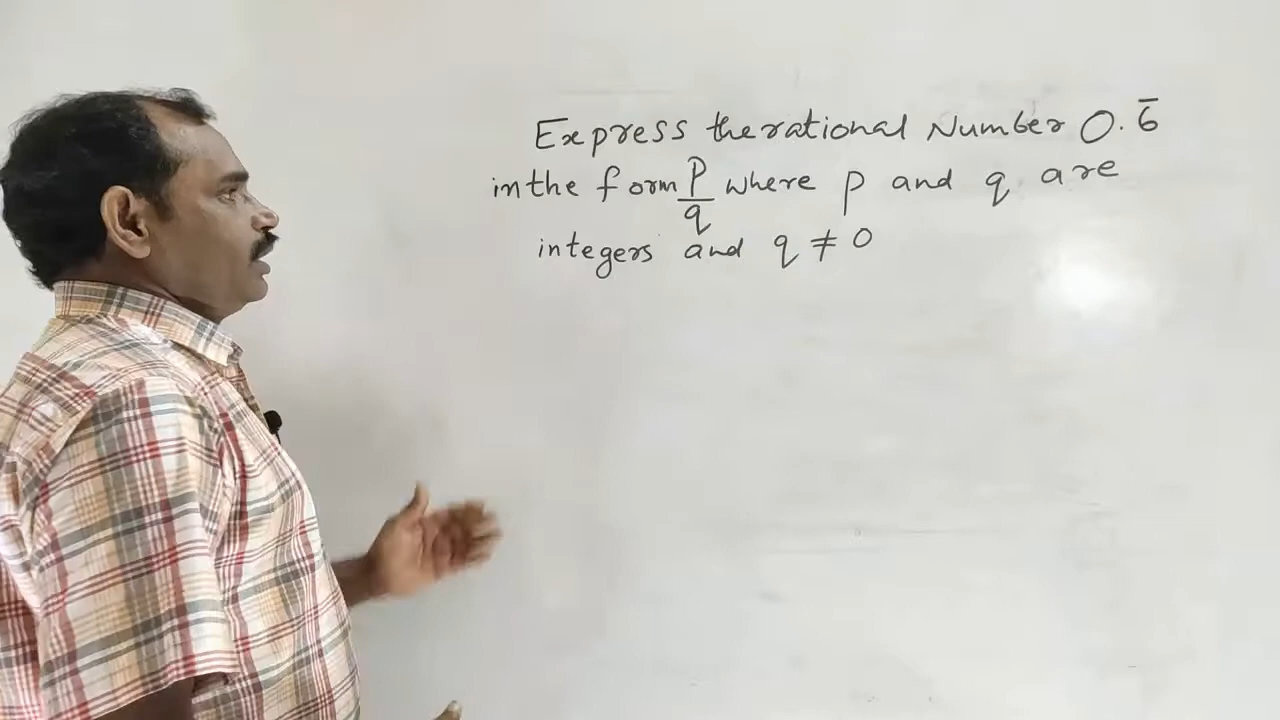 Express the rational Number 0.6̅
in the form p/q where p and q are
integers and q ≠ 0